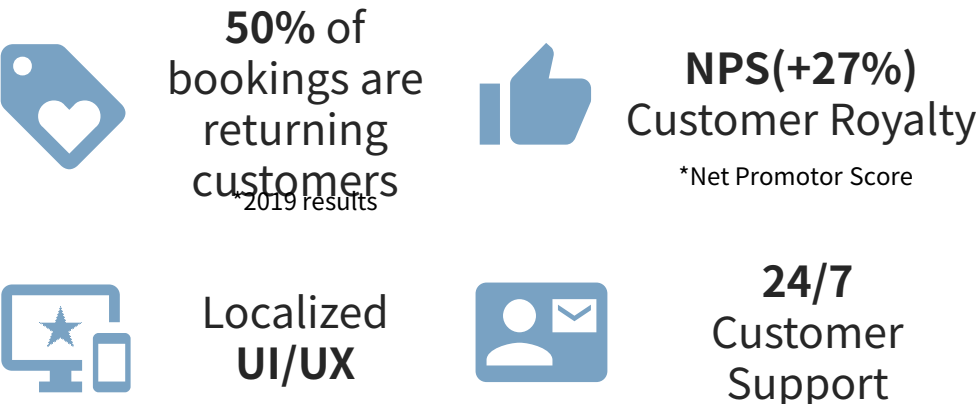 50% of
bookings are
returning
customers
*2019 results
NPS(+27%)
Customer Royalty
*Net Promotor Score
Localized
UI/UX
24/7
Customer
Support